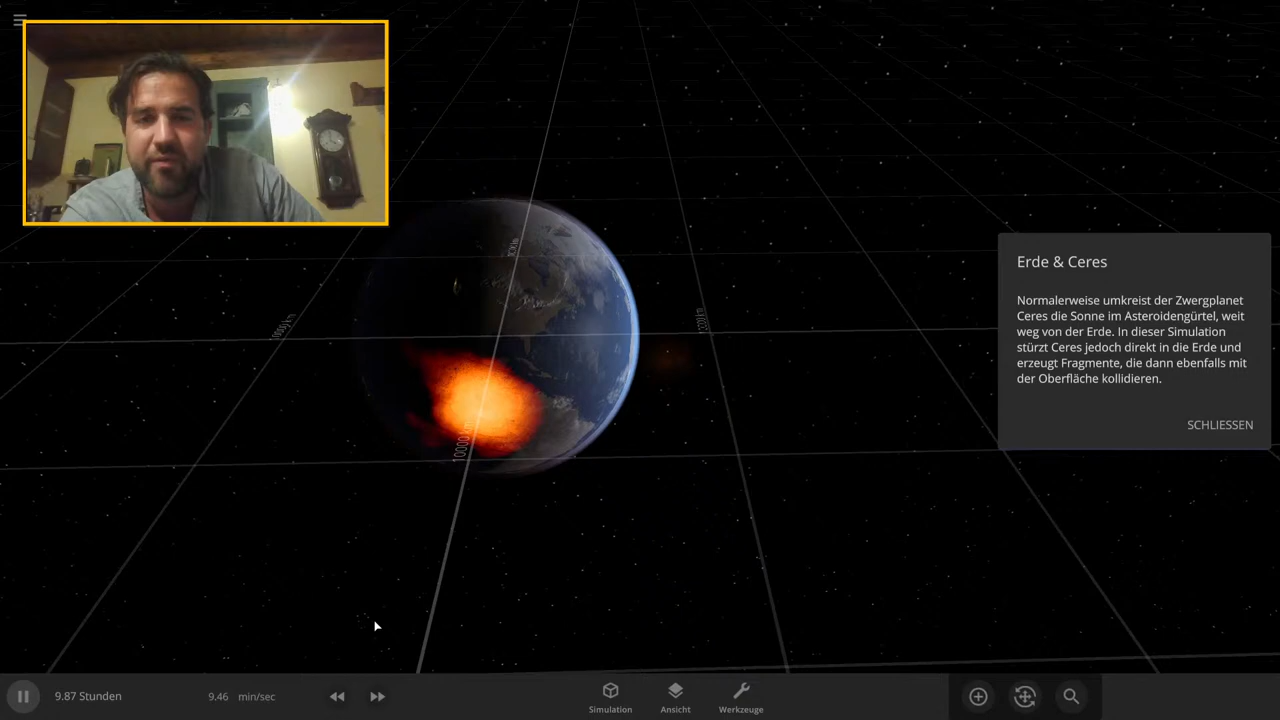 Erde & Ceres
Normalerweise umkreist der Zwergplanet
Ceres die Sonne im Asteroidengürtel, weit
weg von der Erde. In dieser Simulation
stürzt Ceres jedoch direkt in die Erde und
erzeugt Fragmente, die dann ebenfalls mit
der Oberfläche kollidieren.
SCHLIESSEN
9.87 Stunden
9.46 min/sec
Simulation
Ansicht
Werkzeuge